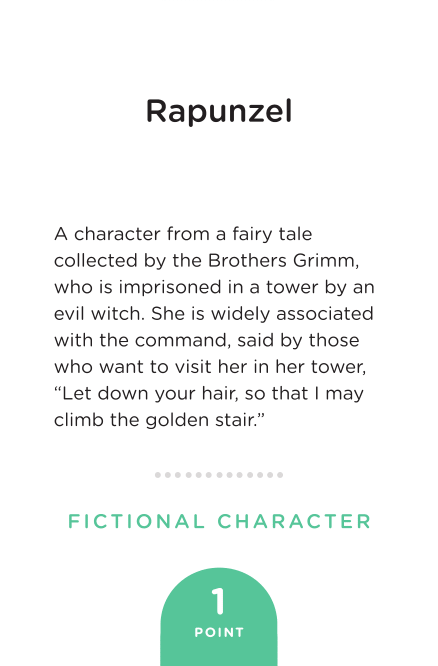 Rapunzel
A character from a fairy tale
collected by the Brothers Grimm,
who is imprisoned in a tower by an
evil witch. She is widely associated
with the command, said by those
who want to visit her in her tower,
“Let down your hair, so that I may
climb the golden stair.”
FICTIONAL CHARACTER
1
POINT